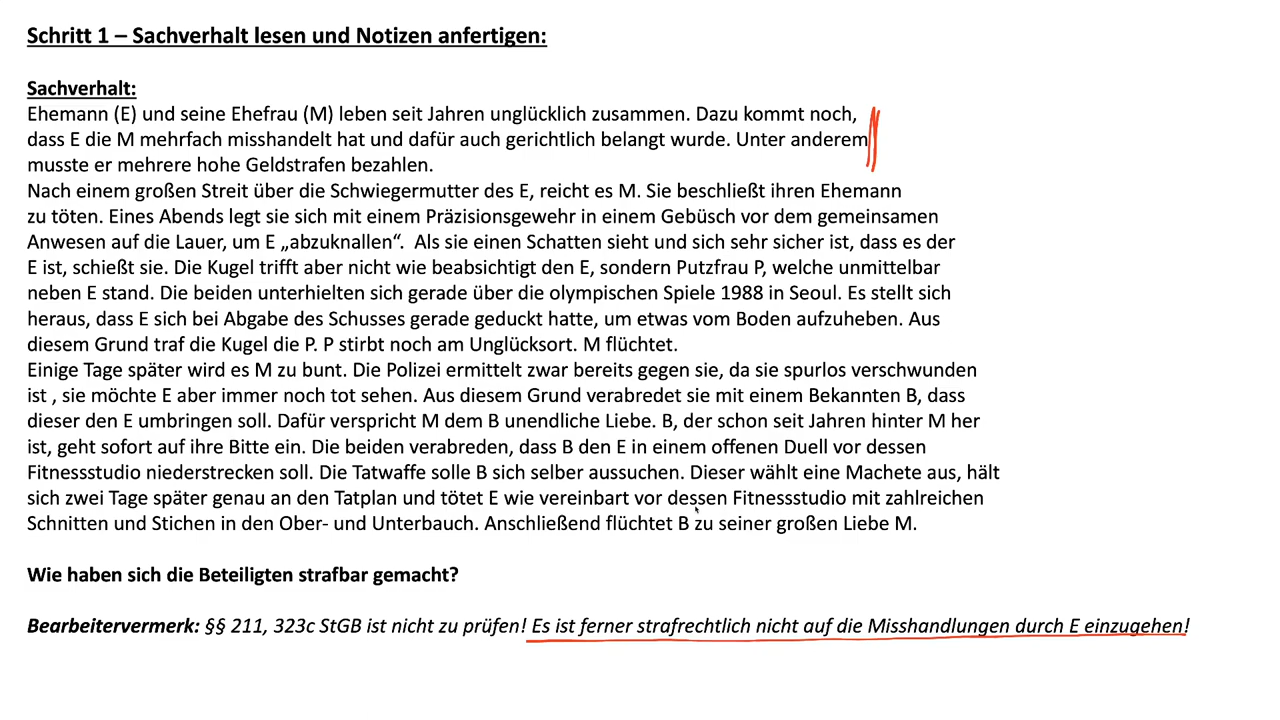 Schritt 1 – Sachverhalt lesen und Notizen anfertigen:
Sachverhalt:
Ehemann (E) und seine Ehefrau (M) leben seit Jahren unglücklich zusammen. Dazu kommt noch,
dass E die M mehrfach misshandelt hat und dafür auch gerichtlich belangt wurde. Unter anderem
musste er mehrere hohe Geldstrafen bezahlen.
Nach einem großen Streit über die Schwiegermutter des E, reicht es M. Sie beschließt ihren Ehemann
zu töten. Eines Abends legt sie sich mit einem Präzisionsgewehr in einem Gebüsch vor dem gemeinsamen
Anwesen auf die Lauer, um E „abzuknallen“. Als sie einen Schatten sieht und sich sehr sicher ist, dass es der
E ist, schießt sie. Die Kugel trifft aber nicht wie beabsichtigt den E, sondern Putzfrau P, welche unmittelbar
neben E stand. Die beiden unterhielten sich gerade über die olympischen Spiele 1988 in Seoul. Es stellt sich
heraus, dass E sich bei Abgabe des Schusses gerade geduckt hatte, um etwas vom Boden aufzuheben. Aus
diesem Grund traf die Kugel die P. P stirbt noch am Unglücksort. M flüchtet.
Einige Tage später wird es M zu bunt. Die Polizei ermittelt zwar bereits gegen sie, da sie spurlos verschwunden
ist , sie möchte E aber immer noch tot sehen. Aus diesem Grund verabredet sie mit einem Bekannten B, dass
dieser den E umbringen soll. Dafür verspricht M dem B unendliche Liebe. B, der schon seit Jahren hinter M her
ist, geht sofort auf ihre Bitte ein. Die beiden verabreden, dass B den E in einem offenen Duell vor dessen
Fitnessstudio niederstrecken soll. Die Tatwaffe solle B sich selber aussuchen. Dieser wählt eine Machete aus, hält
sich zwei Tage später genau an den Tatplan und tötet E wie vereinbart vor dessen Fitnessstudio mit zahlreichen
Schnitten und Stichen in den Ober- und Unterbauch. Anschließend flüchtet B zu seiner großen Liebe M.
Wie haben sich die Beteiligten strafbar gemacht?
Bearbeitervermerk: §§ 211, 323c StGB ist nicht zu prüfen! Es ist ferner strafrechtlich nicht auf die Misshandlungen durch E einzugehen!